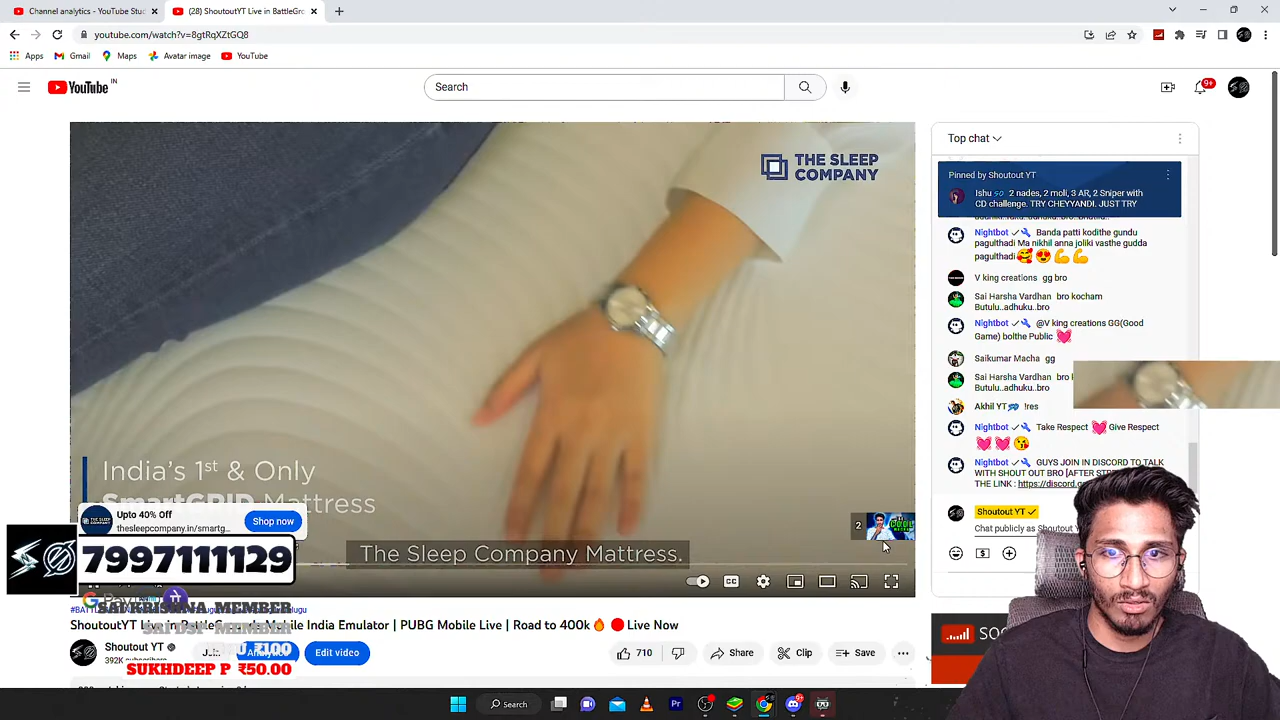 Channel analytics - YouTube Stu
(28) ShoutoutYT Live in BattleGr
youtube.com/watch?v=8gtRqXZtGQ8
Apps
Gmail
Maps
Avatar image
YouTube
YouTube IN
Search
9+
THE SLEEP
COMPANY
India's 1st & Only
SmartGRID Mattress
Upto 40% Off
thesleepcompany.in/smartg...
Shop now
The Sleep Company Mattress.
2
7997111129
SAI KRISHNA MEMBER
SAI DSP MEMBER
₹100
SUKHDEEP P ₹50.00
ShoutoutYT Live in BattleGrounds Mobile India Emulator | PUBG Mobile Live | Road to 400k 🔥 🔴 Live Now
Shout YT
392K subscribers
Edit video
710
Share
Clip
Save
Top chat
Pinned by Shoutout YT
Ishu 2 nades, 2 moli, 3 AR, 2 Sniper with
CD challenge. TRY CHEYYANDI. JUST TRY
Nightbot Banda patti kodithe gundu
pagulthadi Ma nikhil anna joliki vasthe gudda
pagulthadi🥰 😍 💪 💪
V king creations gg bro
Sai Harsha Vardhan bro kocham
Butulu..adhuku..bro
Nightbot @V king creations GG(Good
Game) bolthe Public 💓
Saikumar Macha gg
Sai Harsha Vardhan bro
Butulu..adhuku..bro
Akhil YT !res
Nightbot Take Respect 💓 Give Respect
💓 💓 😘
Nightbot GUYS JOIN IN DISCORD TO TALK
WITH SHOUT OUT BRO [AFTER
THE LINK : https://discord.g
Shoutout YT
Chat publicly as Shoutout
Search